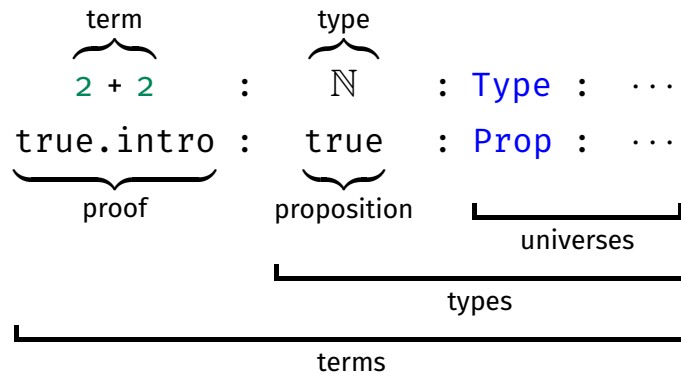 term type
2 + 2 : ℕ : Type : ⋯
true.intro : true : Prop : ⋯
proof proposition
universes
types
terms